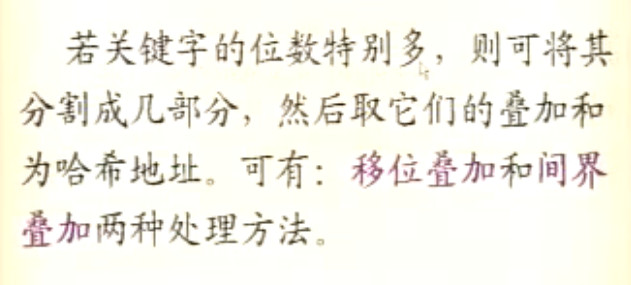 若关键字的位数特别多，则可将其
分割成几部分，然后取它们的叠加和
为哈希地址。可有：移位叠加和间界
叠加两种处理方法。